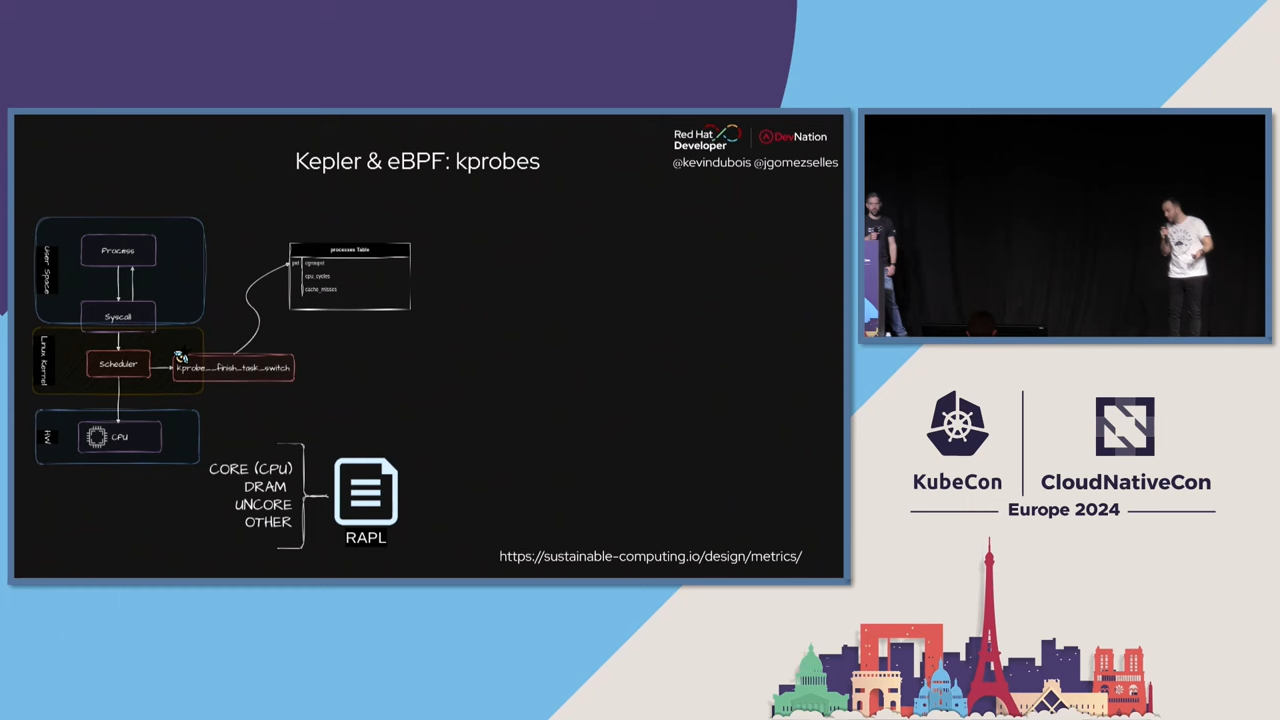 Kepler & eBPF: kprobes
Red Hat
Developer
DevNation
@kevindubois @jgomezselles
User Space
Process
Syscall
Linux Kernel
Scheduler
kprobe__finish_task_switch
HW
CPU
processes Table
pid
cgroupid
cpu_cycles
cache_misses
CORE (CPU)
DRAM
UNCORE
OTHER
RAPL
https://sustainable-computing.io/design/metrics/
KubeCon
CloudNativeCon
Europe 2024